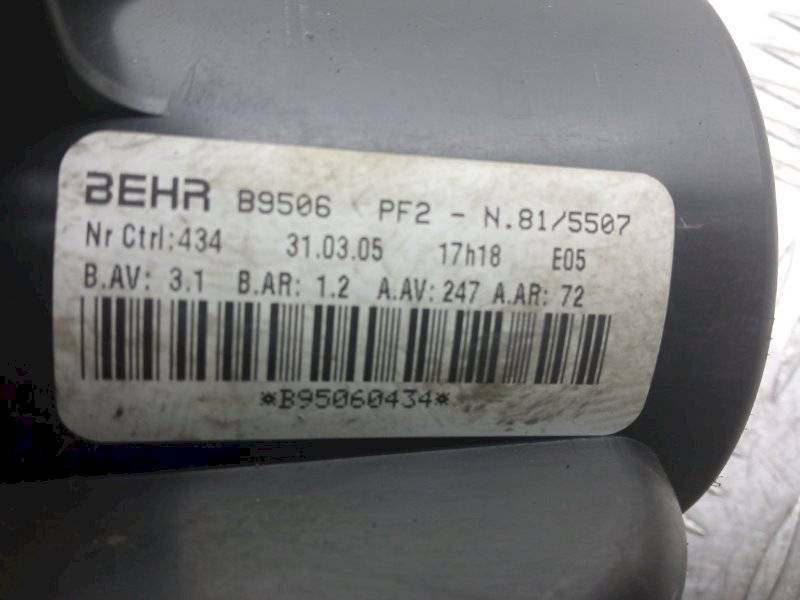 BEHR B9506 PF2 - N.81/5507
Nr Ctrl:434 31.03.05 17h18 E05
B.AV: 3.1 B.AR: 1.2 A.AV: 247 A.AR: 72
*B95060434*